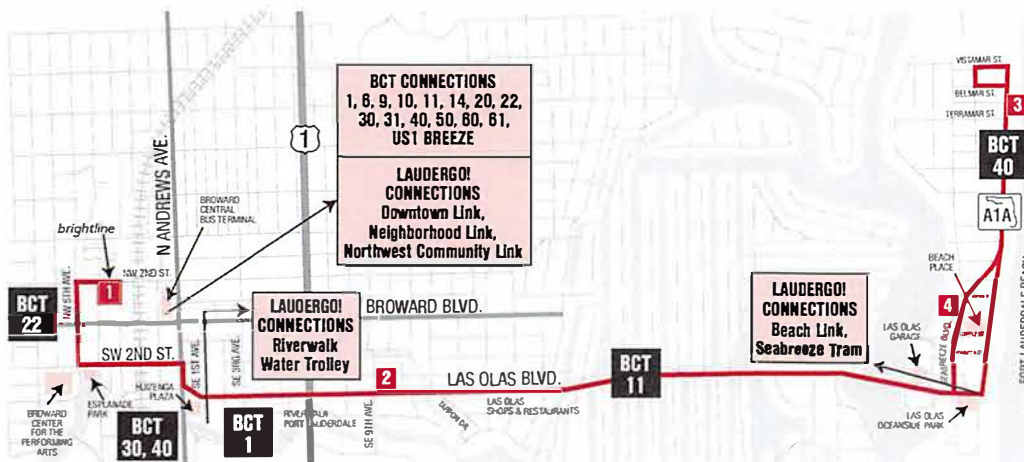 VISTAMAR ST.
BELMAR ST.
TERRAMAR ST.
3
BCT
40
A1A
BEACH
PLACE
4
SEABREEZE BLVD.
LAS OLAS
GARAGE
LAS OLAS
OCEANSIDE PARK
BCT CONNECTIONS
1, 6, 9, 10, 11, 14, 20, 22,
30, 31, 40, 50, 60, 61,
US1 BREEZE
LAUDERGO!
CONNECTIONS
Downtown Link,
Neighborhood Link,
Northwest Community Link
1
N ANDREWS AVE.
BROWARD
CENTRAL
BUS TERMINAL
brightline
NW 2ND ST.
1
NW 5TH AVE.
BCT
22
BROWARD BLVD.
LAUDERGO!
CONNECTIONS
Riverwalk
Water Trolley
LAUDERGO!
CONNECTIONS
Beach Link,
Seabreeze Tram
SW 2ND ST.
SE 1ST AVE.
SE 3RD AVE.
2
LAS OLAS BLVD.
BCT
11
HUIZENGA
PLAZA
ESPLANADE
PARK
BROWARD
CENTER
FOR THE
PERFORMING
ARTS
BCT
30, 40
BCT
1
SE 9TH AVE.
LAS OLAS
SHOPS & RESTAURANTS